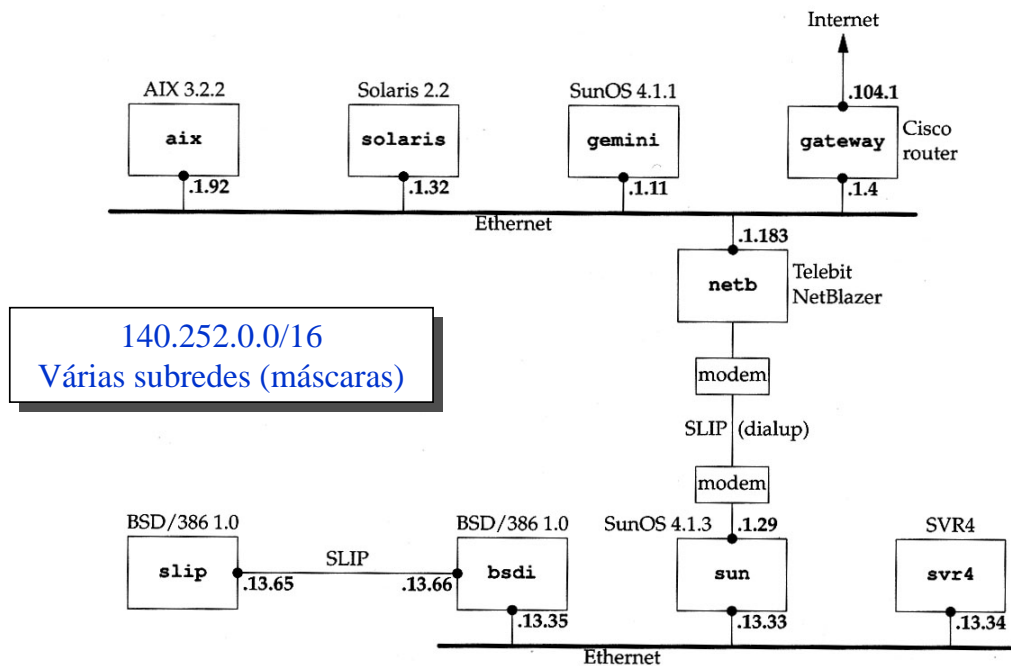 Internet
AIX 3.2.2
Solaris 2.2
SunOS 4.1.1
.104.1
aix
solaris
gemini
gateway
Cisco
router
.1.92
.1.32
.1.11
.1.4
Ethernet
.1.183
netb
Telebit
NetBlazer
140.252.0.0/16
Várias subredes (máscaras)
modem
SLIP (dialup)
modem
BSD/386 1.0
BSD/386 1.0
SunOS 4.1.3
.1.29
SVR4
slip
SLIP
bsdi
sun
svr4
.13.65
.13.66
.13.35
.13.33
.13.34
Ethernet